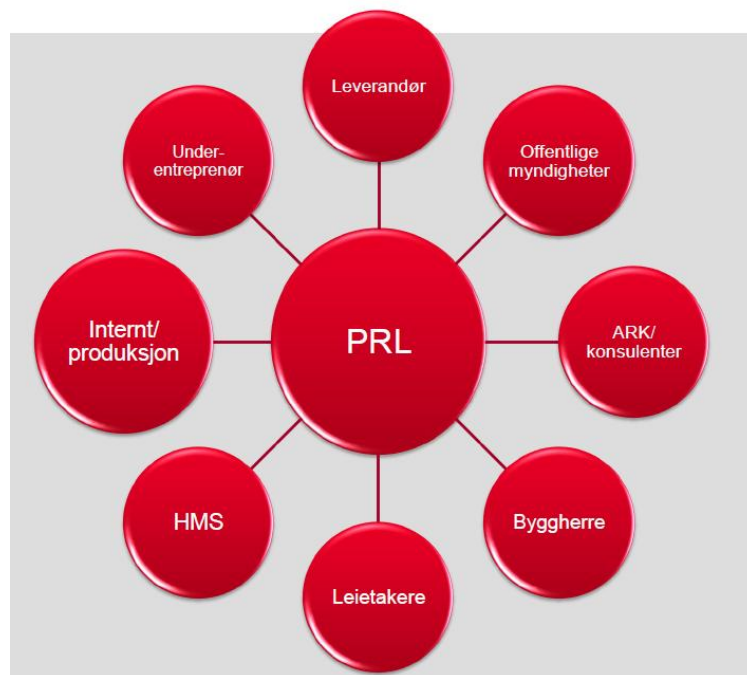 Leverandør
Under-
entreprenør
Offentlige
myndigheter
Internt/
produksjon
PRL
ARK/
konsulenter
HMS
Byggherre
Leietakere